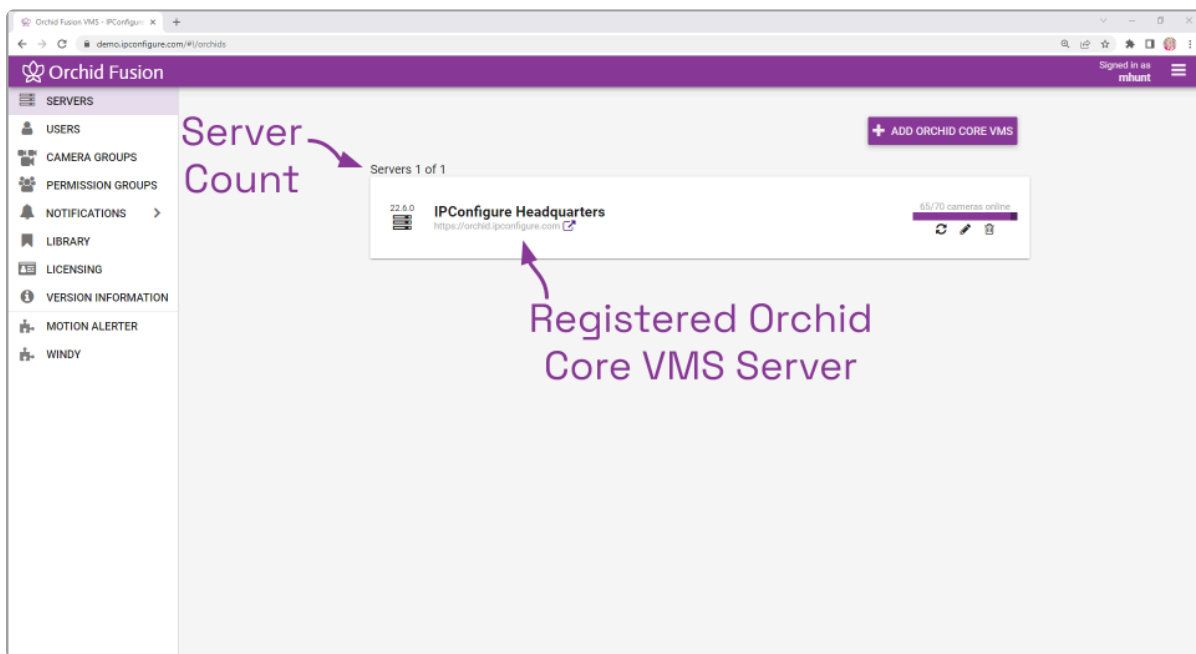 Orchid Fusion VMS - IPConfigur
demo.ipconfigure.com/#!/orchids
Orchid Fusion
Signed in as
mhunt
SERVERS
USERS
CAMERA GROUPS
PERMISSION GROUPS
NOTIFICATIONS
LIBRARY
LICENSING
VERSION INFORMATION
MOTION ALERTER
WINDY
Server
Count
ADD ORCHID CORE VMS
Servers 1 of 1
22.6.0
IPConfigure Headquarters
https://orchid.ipconfigure.com
65/70 cameras online
Registered Orchid
Core VMS Server